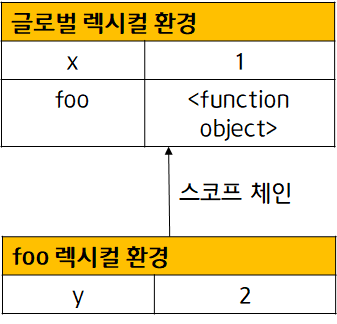 글로벌 렉시컬 환경
x 1
foo <function
object>
스코프 체인
foo 렉시컬 환경
y 2